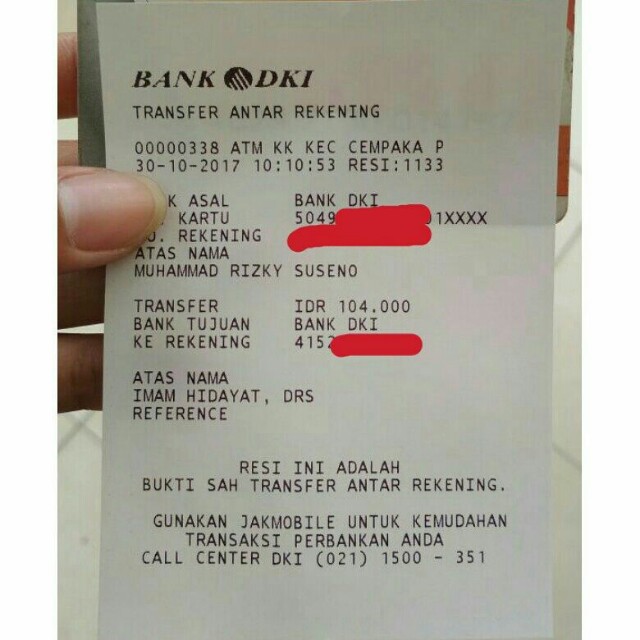 BANK DKI
TRANSFER ANTAR REKENING
00000338 ATM KK KEC CEMPAKA P
30-10-2017 10:10:53 RESI:1133
K ASAL BANK DKI
. KARTU 5049 1XXXX
O. REKENING
ATAS NAMA
MUHAMMAD RIZKY SUSENO
TRANSFER IDR 104.000
BANK TUJUAN BANK DKI
KE REKENING 4152
ATAS NAMA
IMAM HIDAYAT, DRS
REFERENCE
RESI INI ADALAH
BUKTI SAH TRANSFER ANTAR REKENING.
GUNAKAN JAKMOBILE UNTUK KEMUDAHAN
TRANSAKSI PERBANKAN ANDA
CALL CENTER DKI (021) 1500 - 351